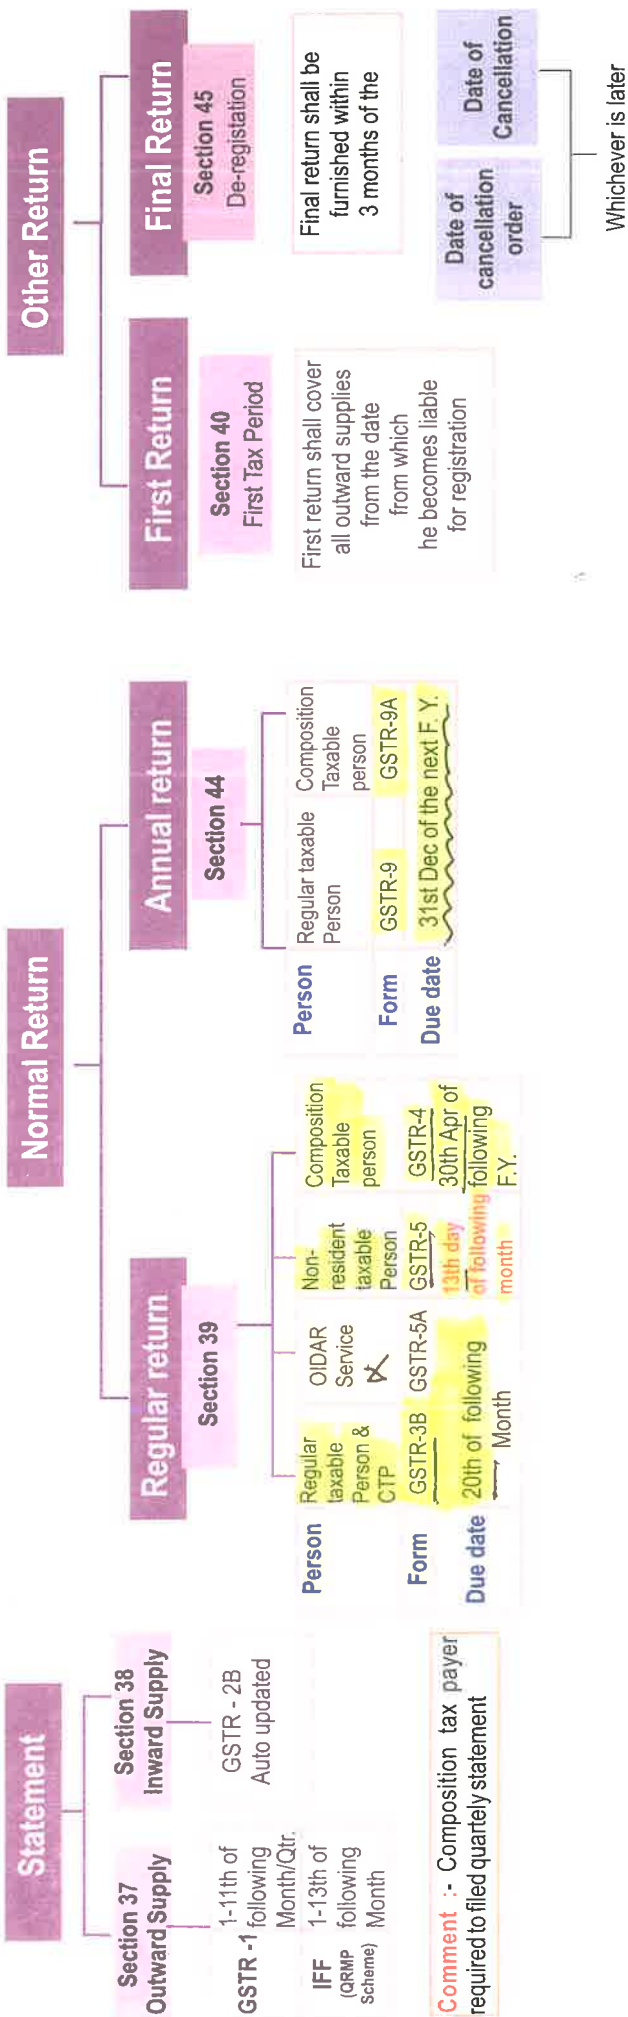 Statement
Section 37
Outward Supply
GSTR -1
1-11th of
following
Month/Qtr.
IFF
(QRMP
Scheme)
1-13th of
following
Month
Section 38
Inward Supply
GSTR - 2B
Auto updated
Comment :- Composition tax payer
required to filed quartely statement
Normal Return
Regular return
Section 39
Person
Regular
taxable
Person &
CTP
OIDAR
Service
Non-
resident
taxable
Person
Composition
Taxable
person
Form
GSTR-3B
GSTR-5A
GSTR-5
GSTR-4
Due date
20th of following
Month
13th day
of following
month
30th Apr of
following
F.Y.
Annual return
Section 44
Person
Regular taxable
Person
Composition
Taxable
person
Form
GSTR-9
GSTR-9A
Due date
31st Dec of the next F. Y.
Other Return
First Return
Section 40
First Tax Period
First return shall cover
all outward supplies
from the date
from which
he becomes liable
for registration
Final Return
Section 45
De-registation
Final return shall be
furnished within
3 months of the
Date of
cancellation
order
Date of
Cancellation
Whichever is later